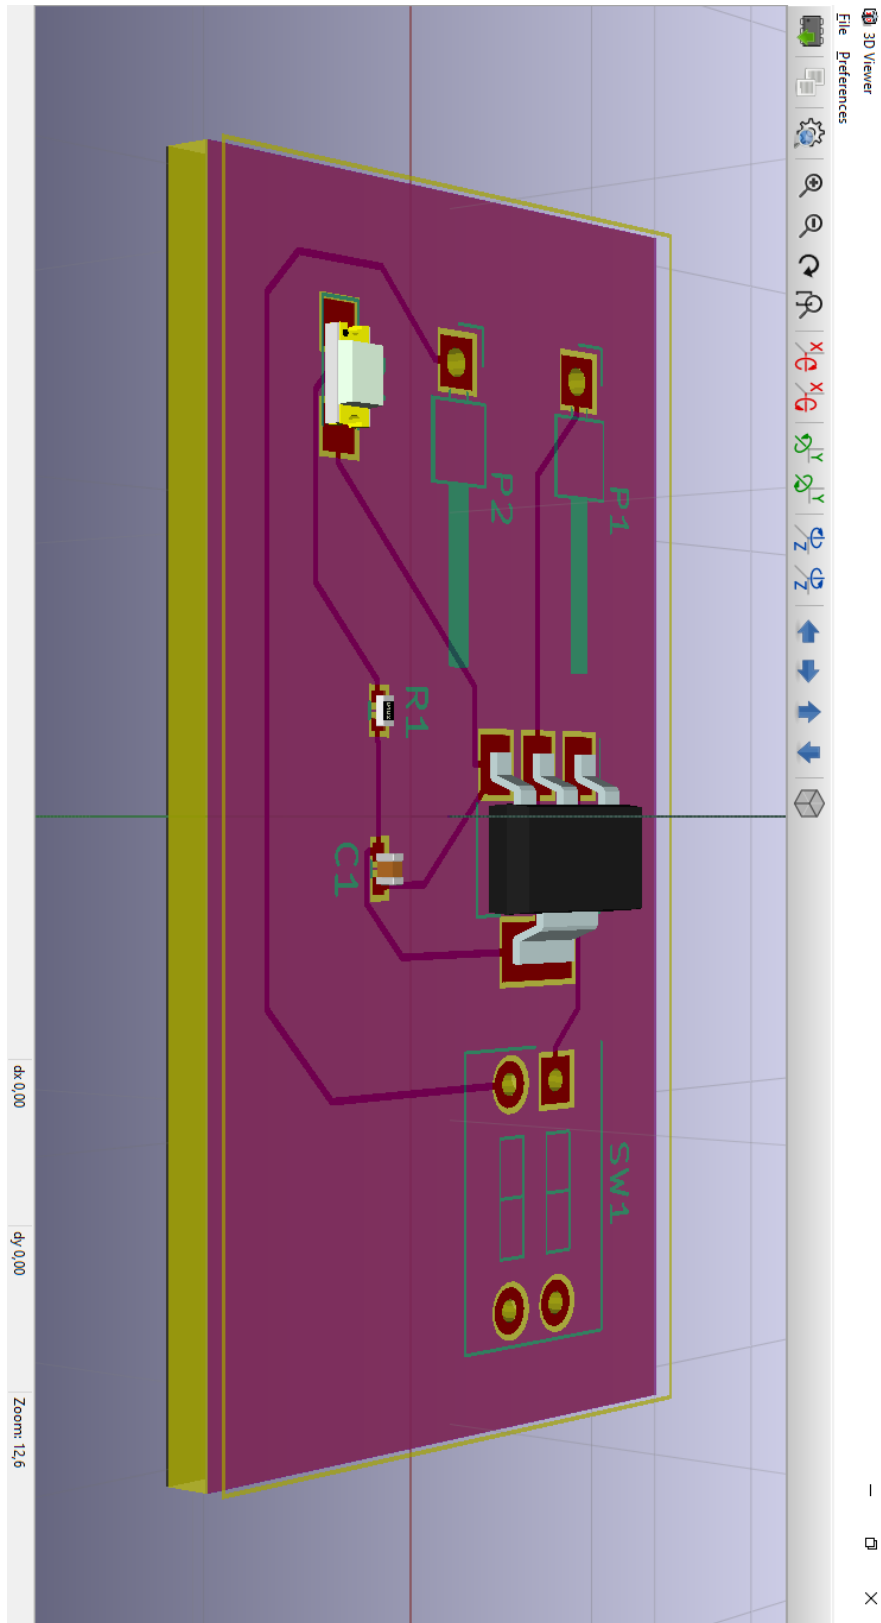 3D Viewer
File Preferences
X X Y Y Z Z
P1
P2
R1
C1
SW1
dx 0,00
dy 0,00
Zoom: 12,6